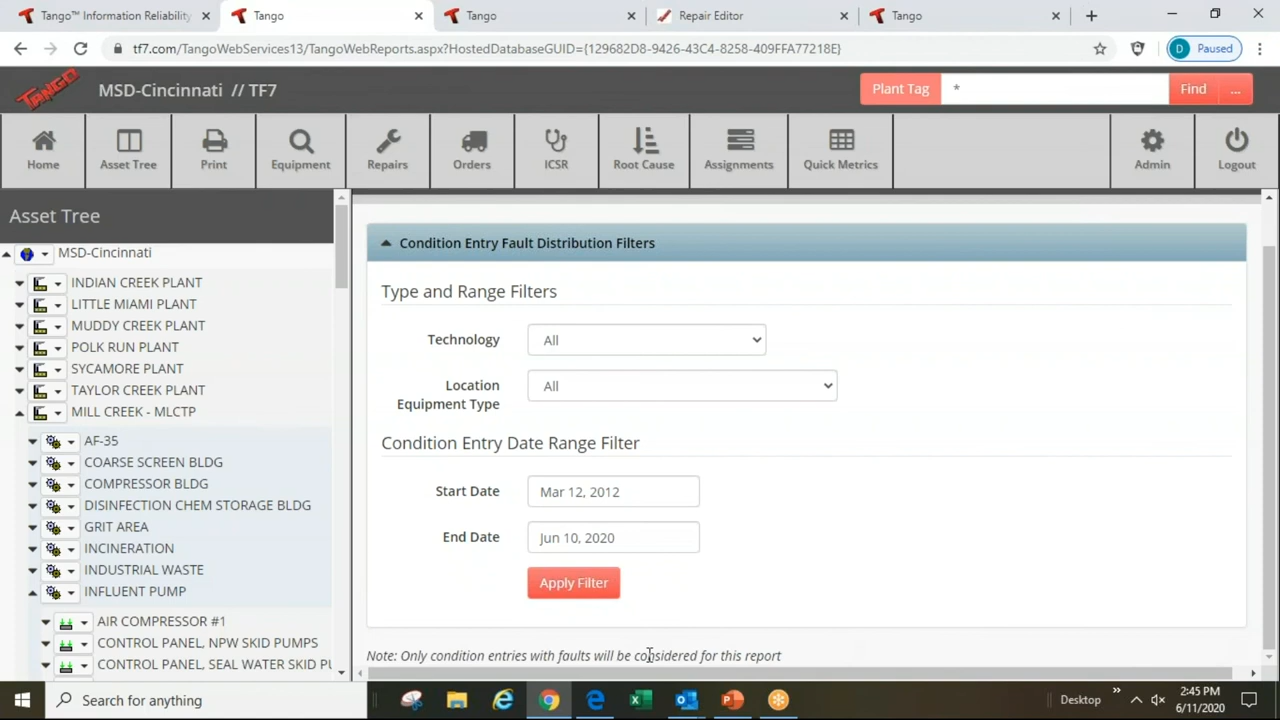 Tango™ Information Reliability
Tango
Tango
Repair Editor
Tango
tf7.com/TangoWebServices13/TangoWebReports.aspx?HostedDatabaseGUID={129682D8-9426-43C4-8258-409FFA77218E}
D Paused
TANGO
MSD-Cincinnati // TF7
Plant Tag
*
Find
...
Home
Asset Tree
Print
Equipment
Repairs
Orders
ICSR
Root Cause
Assignments
Quick Metrics
Admin
Logout
Asset Tree
MSD-Cincinnati
INDIAN CREEK PLANT
LITTLE MIAMI PLANT
MUDDY CREEK PLANT
POLK RUN PLANT
SYCAMORE PLANT
TAYLOR CREEK PLANT
MILL CREEK - MLCTP
AF-35
COARSE SCREEN BLDG
COMPRESSOR BLDG
DISINFECTION CHEM STORAGE BLDG
GRIT AREA
INCINERATION
INDUSTRIAL WASTE
INFLUENT PUMP
AIR COMPRESSOR #1
CONTROL PANEL, NPW SKID PUMPS
CONTROL PANEL, SEAL WATER SKID PU
Condition Entry Fault Distribution Filters
Type and Range Filters
Technology
All
Location
Equipment Type
All
Condition Entry Date Range Filter
Start Date
Mar 12, 2012
End Date
Jun 10, 2020
Apply Filter
Note: Only condition entries with faults will be considered for this report
Search for anything
Desktop
2:45 PM
6/11/2020